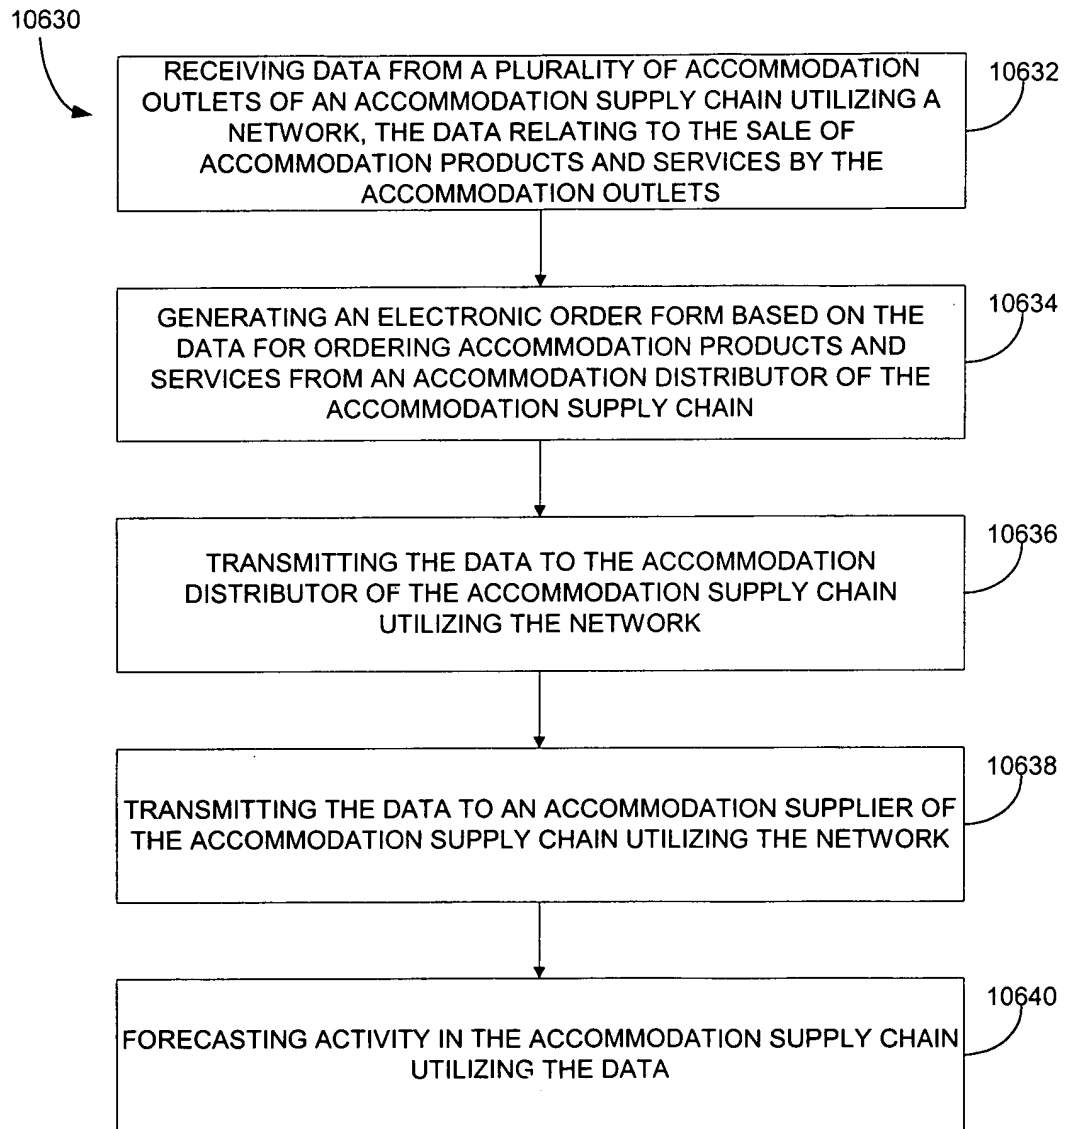 10630
RECEIVING DATA FROM A PLURALITY OF ACCOMMODATION
OUTLETS OF AN ACCOMMODATION SUPPLY CHAIN UTILIZING A
NETWORK, THE DATA RELATING TO THE SALE OF
ACCOMMODATION PRODUCTS AND SERVICES BY THE
ACCOMMODATION OUTLETS
10632
GENERATING AN ELECTRONIC ORDER FORM BASED ON THE
DATA FOR ORDERING ACCOMMODATION PRODUCTS AND
SERVICES FROM AN ACCOMMODATION DISTRIBUTOR OF THE
ACCOMMODATION SUPPLY CHAIN
10634
TRANSMITTING THE DATA TO THE ACCOMMODATION
DISTRIBUTOR OF THE ACCOMMODATION SUPPLY CHAIN
UTILIZING THE NETWORK
10636
TRANSMITTING THE DATA TO AN ACCOMMODATION SUPPLIER OF
THE ACCOMMODATION SUPPLY CHAIN UTILIZING THE NETWORK
10638
FORECASTING ACTIVITY IN THE ACCOMMODATION SUPPLY CHAIN
UTILIZING THE DATA
10640